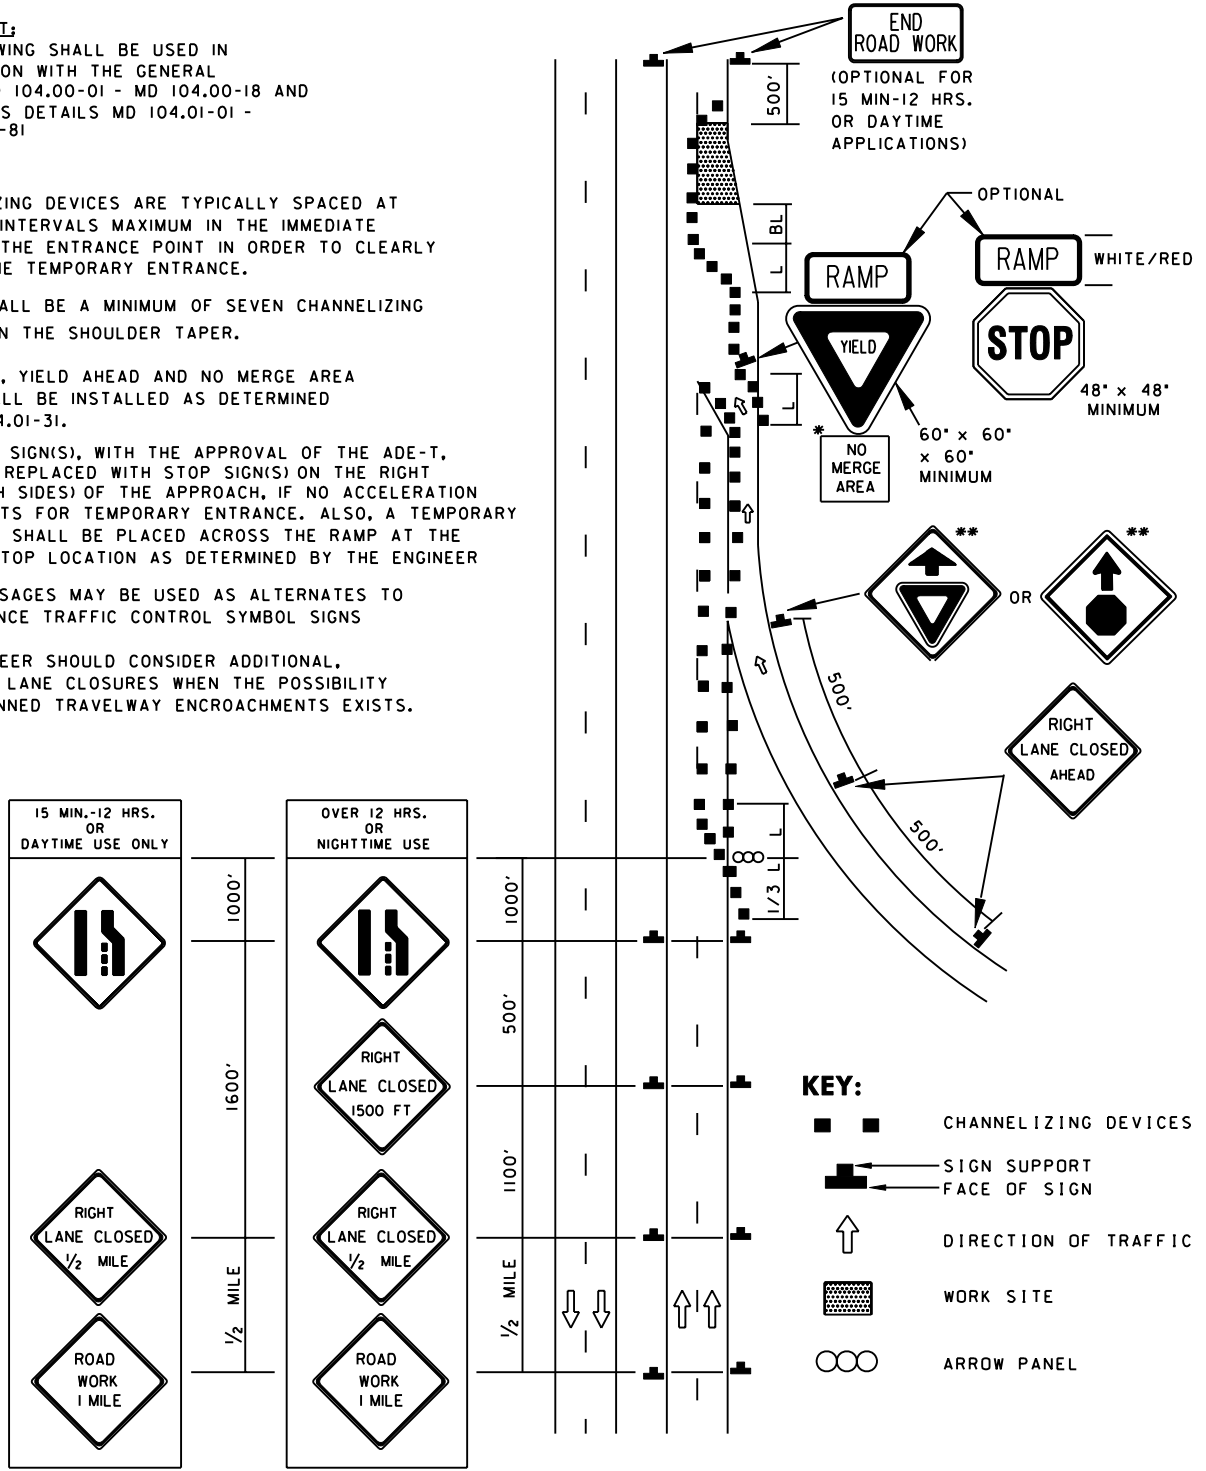 T:
WING SHALL BE USED IN
ON WITH THE GENERAL
104.00-01 - MD 104.00-18 AND
S DETAILS MD 104.01-01 -
-81
ZING DEVICES ARE TYPICALLY SPACED AT
INTERVALS MAXIMUM IN THE IMMEDIATE
THE ENTRANCE POINT IN ORDER TO CLEARLY
E TEMPORARY ENTRANCE.
ALL BE A MINIMUM OF SEVEN CHANNELIZING
N THE SHOULDER TAPER.
, YIELD AHEAD AND NO MERGE AREA
LL BE INSTALLED AS DETERMINED
4.01-31.
SIGN(S), WITH THE APPROVAL OF THE ADE-T,
REPLACED WITH STOP SIGN(S) ON THE RIGHT
H SIDES) OF THE APPROACH, IF NO ACCELERATION
TS FOR TEMPORARY ENTRANCE. ALSO, A TEMPORARY
SHALL BE PLACED ACROSS THE RAMP AT THE
TOP LOCATION AS DETERMINED BY THE ENGINEER
SAGES MAY BE USED AS ALTERNATES TO
NCE TRAFFIC CONTROL SYMBOL SIGNS
EER SHOULD CONSIDER ADDITIONAL,
LANE CLOSURES WHEN THE POSSIBILITY
NNED TRAVELWAY ENCROACHMENTS EXISTS.
END
ROAD WORK
(OPTIONAL FOR
15 MIN-12 HRS.
OR DAYTIME
APPLICATIONS)
500'
OPTIONAL
BL
L
RAMP
RAMP
WHITE/RED
YIELD
STOP
48" x 48"
MINIMUM
L
*
NO
MERGE
AREA
60" x 60"
x 60"
MINIMUM
**
OR
**
500'
RIGHT
LANE CLOSED
AHEAD
500'
L
1/3 L
15 MIN.-12 HRS.
OR
DAYTIME USE ONLY
OVER 12 HRS.
OR
NIGHTTIME USE
1000'
1000'
500'
RIGHT
LANE CLOSED
1500 FT
1600'
1100'
RIGHT
LANE CLOSED
1/2 MILE
RIGHT
LANE CLOSED
1/2 MILE
1/2 MILE
1/2 MILE
ROAD
WORK
1 MILE
ROAD
WORK
1 MILE
KEY:
CHANNELIZING DEVICES
SIGN SUPPORT
FACE OF SIGN
DIRECTION OF TRAFFIC
WORK SITE
ARROW PANEL